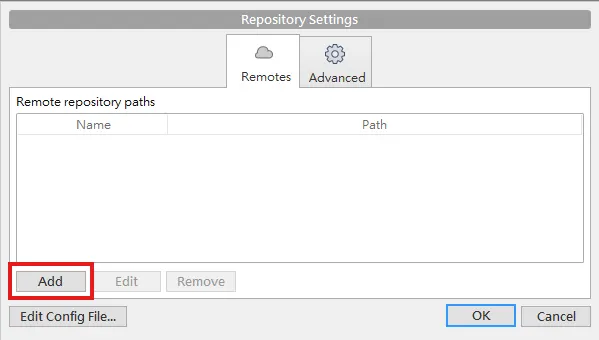 Repository Settings
Remotes
Advanced
Remote repository paths
Name Path
Add Edit Remove
Edit Config File... OK Cancel